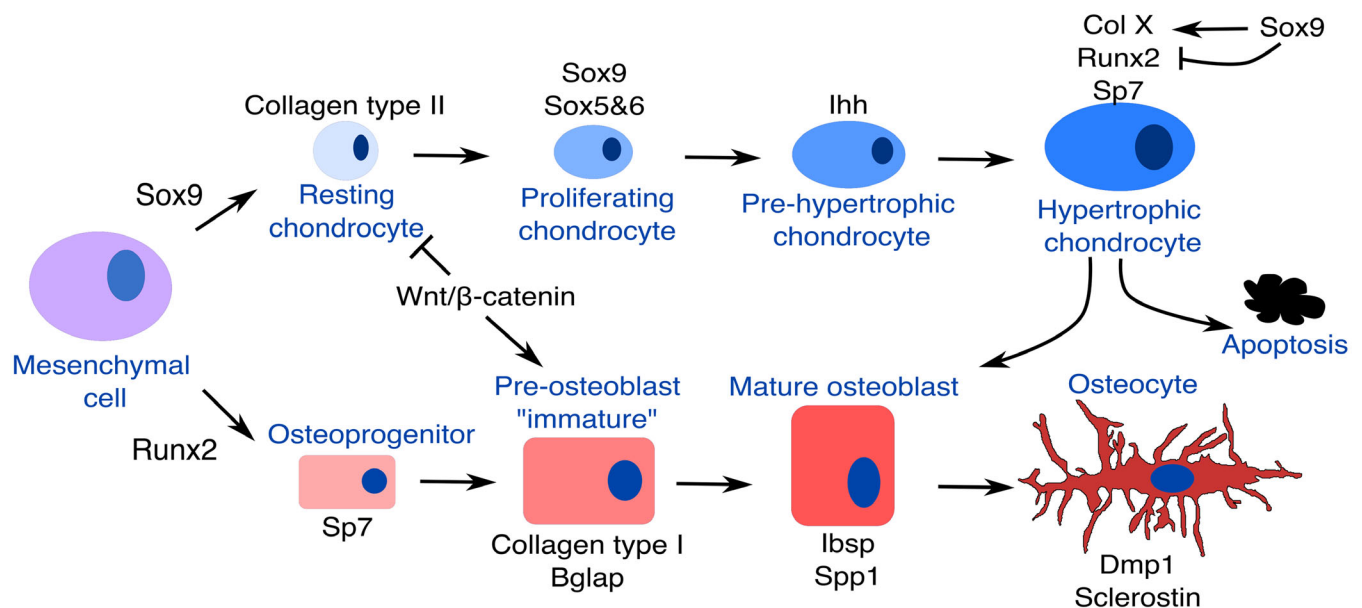 Col X
Sox9
Runx2
Sp7
Sox9
Sox5&6
Ihh
Collagen type II
Sox9
Resting
chondrocyte
Proliferating
chondrocyte
Pre-hypertrophic
chondrocyte
Hypertrophic
chondrocyte
Wnt/β-catenin
Mesenchymal
cell
Apoptosis
Runx2
Osteoprogenitor
Sp7
Pre-osteoblast
"immature"
Collagen type I
Bglap
Mature osteoblast
Ibsp
Spp1
Osteocyte
Dmp1
Sclerostin